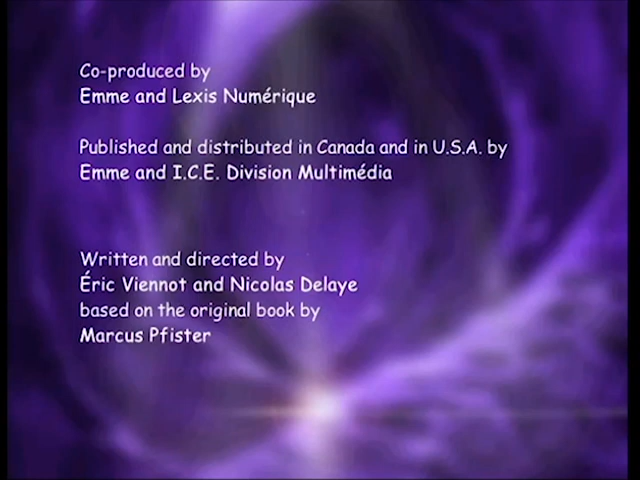 Co-produced by
Emme and Lexis Numérique
Published and distributed in Canada and in U.S.A. by
Emme and I.C.E. Division Multimédia
Written and directed by
Éric Viennot and Nicolas Delaye
based on the original book by
Marcus Pfister